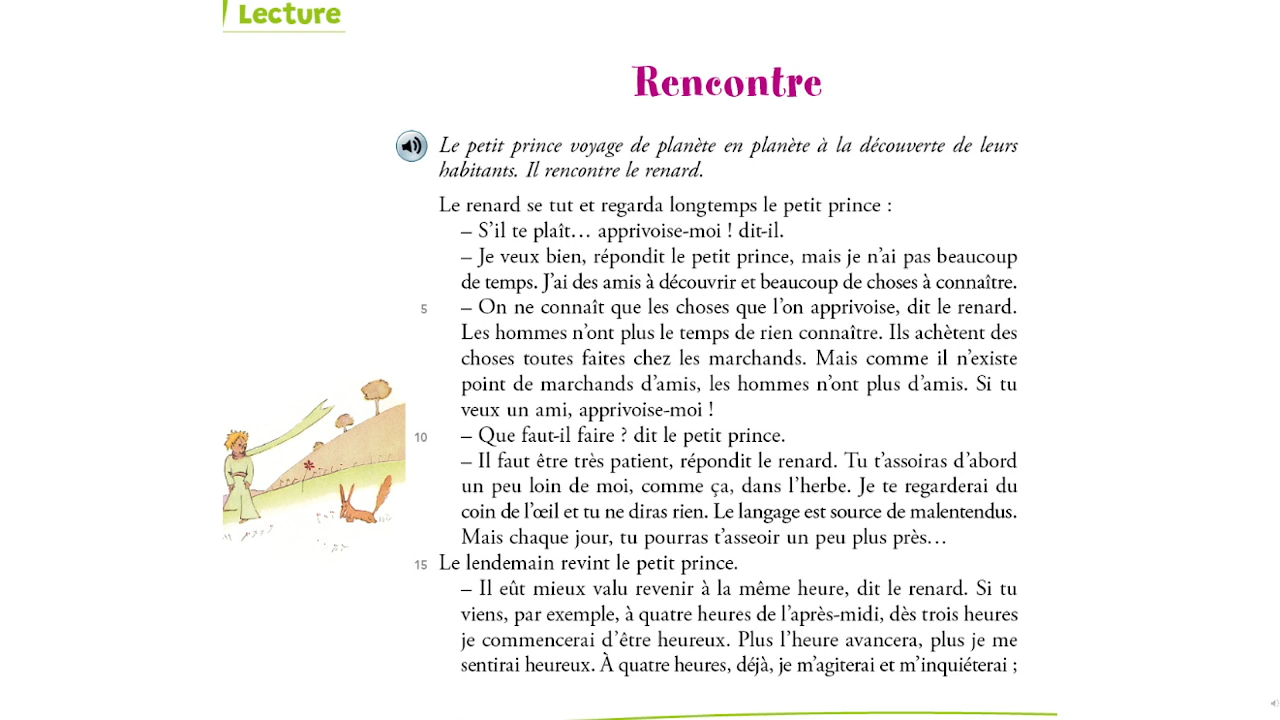 Lecture
Rencontre
Le petit prince voyage de planète en planète à la découverte de leurs
habitants. Il rencontre le renard.
Le renard se tut et regarda longtemps le petit prince :
– S'il te plaît… apprivoise-moi ! dit-il.
– Je veux bien, répondit le petit prince, mais je n'ai pas beaucoup
de temps. J'ai des amis à découvrir et beaucoup de choses à connaître.
5 – On ne connaît que les choses que l'on apprivoise, dit le renard.
Les hommes n'ont plus le temps de rien connaître. Ils achètent des
choses toutes faites chez les marchands. Mais comme il n'existe
point de marchands d'amis, les hommes n'ont plus d'amis. Si tu
veux un ami, apprivoise-moi !
10 – Que faut-il faire ? dit le petit prince.
– Il faut être très patient, répondit le renard. Tu t'assoiras d'abord
un peu loin de moi, comme ça, dans l'herbe. Je te regarderai du
coin de l'œil et tu ne diras rien. Le langage est source de malentendus.
Mais chaque jour, tu pourras t'asseoir un peu plus près…
15 Le lendemain revint le petit prince.
– Il eût mieux valu revenir à la même heure, dit le renard. Si tu
viens, par exemple, à quatre heures de l'après-midi, dès trois heures
je commencerai d'être heureux. Plus l'heure avancera, plus je me
sentirai heureux. À quatre heures, déjà, je m'agiterai et m'inquiéterai ;